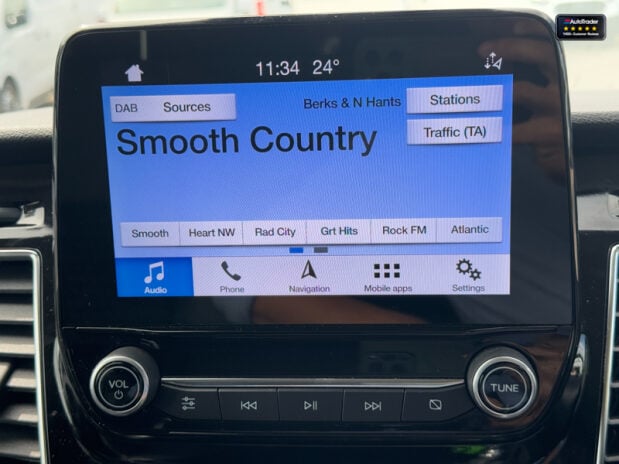 AutoTrader
11:34 24°
DAB Sources
Berks & N Hants
Stations
Smooth Country
Traffic (TA)
Smooth Heart NW Rad City Grt Hits Rock FM Atlantic
Audio Phone Navigation Mobile apps Settings
VOL
TUNE